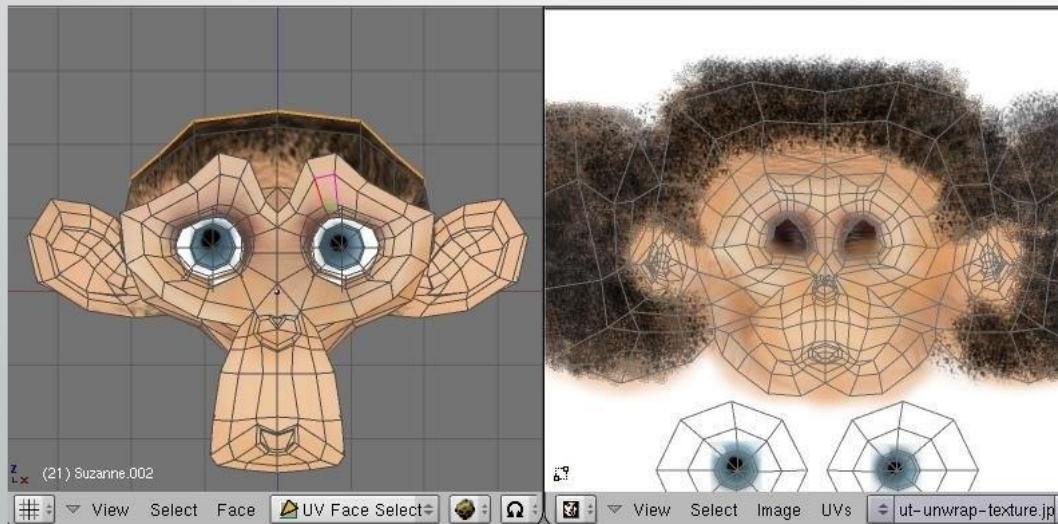 z
x
(21) Suzanne.002
View Select Face UV Face Select
View Select Image UVs ut-unwrap-texture.jp